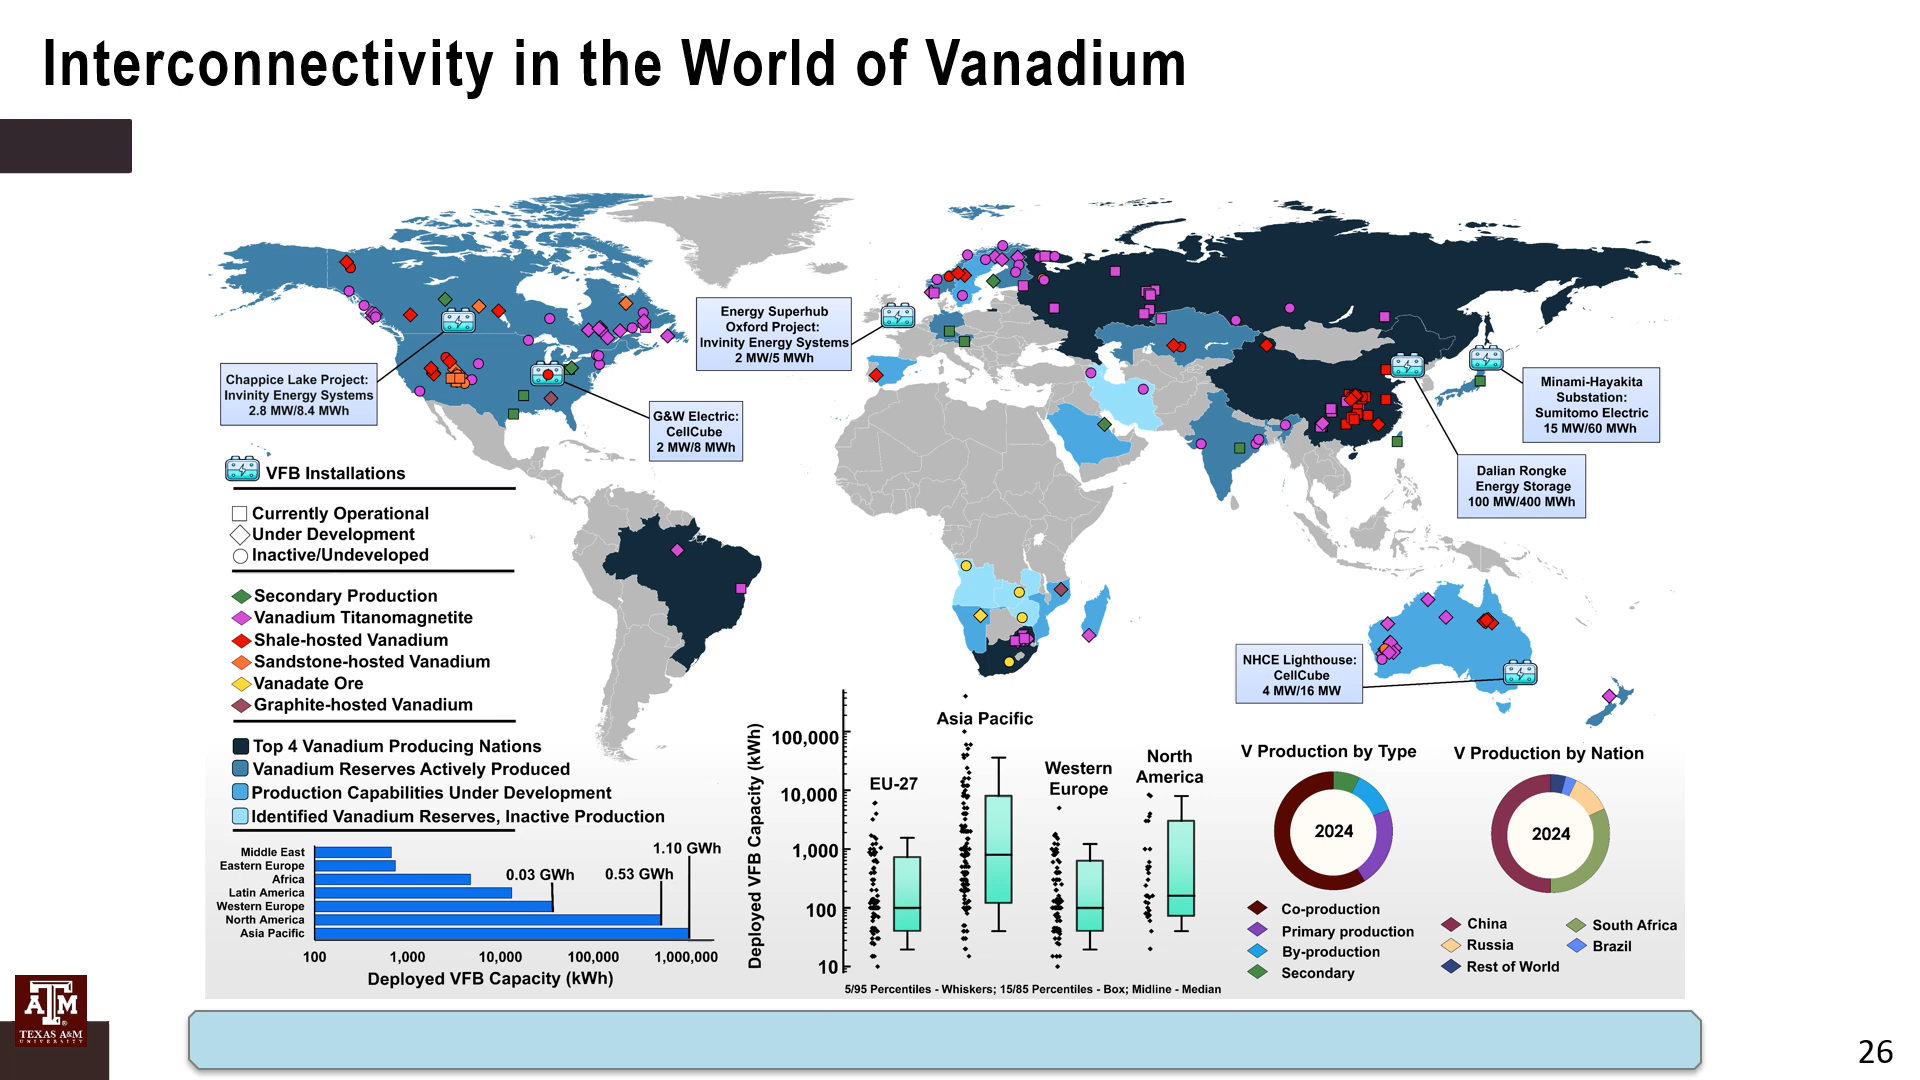 Interconnectivity in the World of Vanadium
Energy Superhub
Oxford Project:
Invinity Energy Systems
2 MW/5 MWh
Chappice Lake Project:
Invinity Energy Systems
2.8 MW/8.4 MWh
G&W Electric:
CellCube
2 MW/8 MWh
Minami-Hayakita
Substation:
Sumitomo Electric
15 MW/60 MWh
Dalian Rongke
Energy Storage
100 MW/400 MWh
NHCE Lighthouse:
CellCube
4 MW/16 MW
VFB Installations
Currently Operational
Under Development
Inactive/Undeveloped
Secondary Production
Vanadium Titanomagnetite
Shale-hosted Vanadium
Sandstone-hosted Vanadium
Vanadate Ore
Graphite-hosted Vanadium
Top 4 Vanadium Producing Nations
Vanadium Reserves Actively Produced
Production Capabilities Under Development
Identified Vanadium Reserves, Inactive Production
Middle East
Eastern Europe
Africa
Latin America
Western Europe
North America
Asia Pacific
0.03 GWh
0.53 GWh
1.10 GWh
100
1,000
10,000
100,000
1,000,000
Deployed VFB Capacity (kWh)
Deployed VFB Capacity (kWh)
100,000
10,000
1,000
100
10
EU-27
Asia Pacific
Western
Europe
North
America
5/95 Percentiles - Whiskers; 15/85 Percentiles - Box; Midline - Median
V Production by Type
2024
Co-production
Primary production
By-production
Secondary
V Production by Nation
2024
China
Russia
Rest of World
South Africa
Brazil
ATM
TEXAS A&M
UNIVERSITY
26